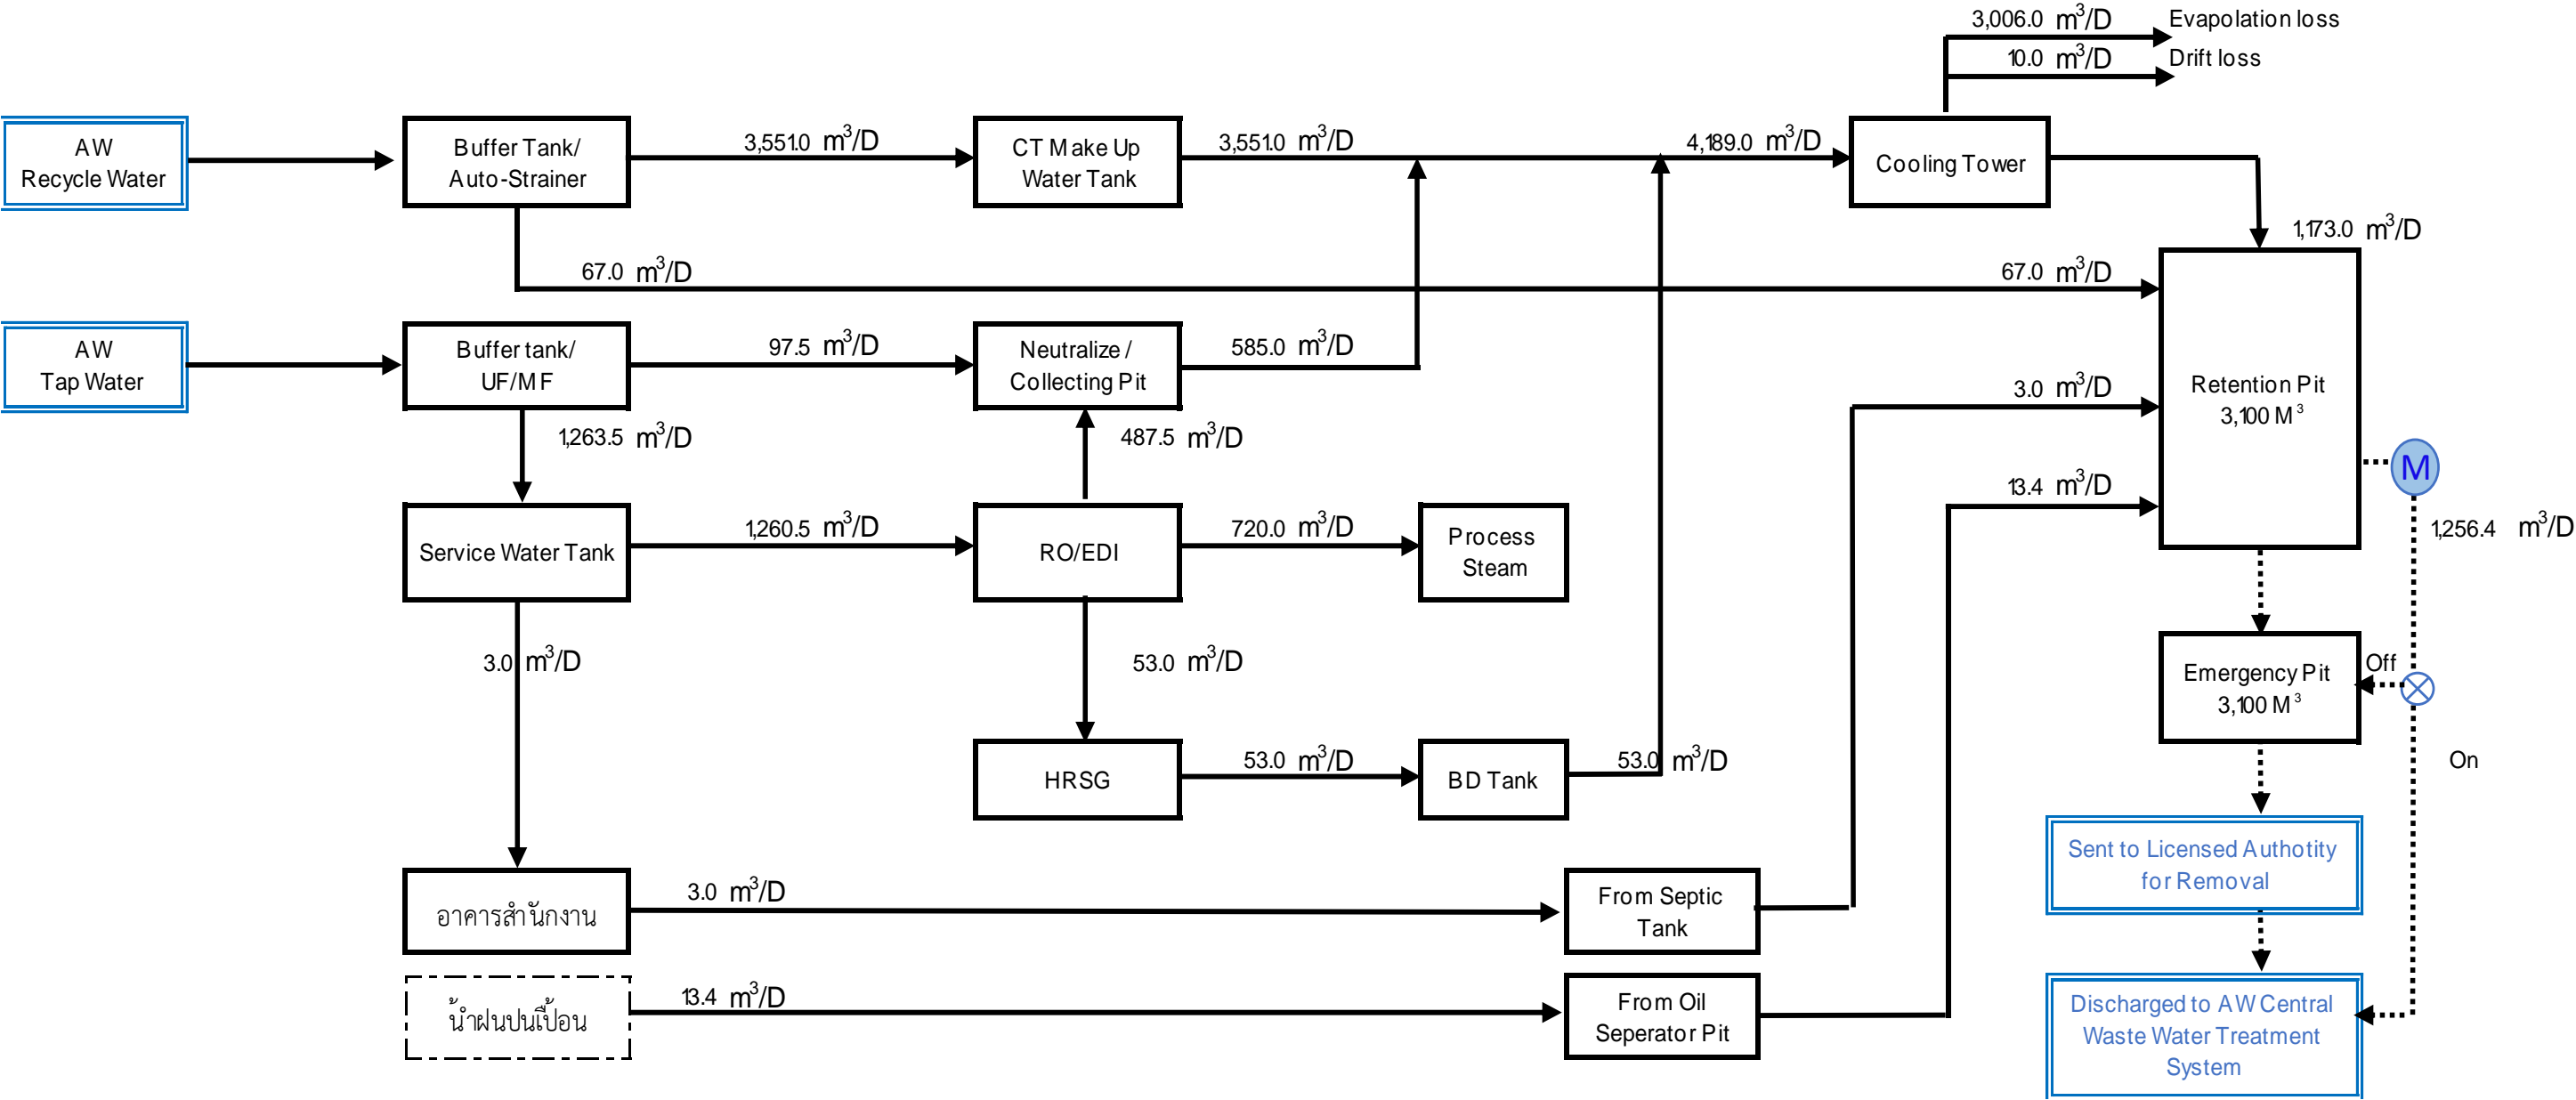 3,006.0 m³/D Evapolation loss
10.0 m³/D Drift loss
AW
Recycle Water
Buffer Tank/
Auto-Strainer
3,551.0 m³/D
CT Make Up
Water Tank
3,551.0 m³/D
4,189.0 m³/D
Cooling Tower
1,173.0 m³/D
67.0 m³/D
67.0 m³/D
AW
Tap Water
Buffer tank/
UF/MF
97.5 m³/D
Neutralize /
Collecting Pit
585.0 m³/D
3.0 m³/D
Retention Pit
3,100 M³
1,263.5 m³/D
487.5 m³/D
M
13.4 m³/D
1,256.4 m³/D
Service Water Tank
1,260.5 m³/D
RO/EDI
720.0 m³/D
Process
Steam
3.0 m³/D
53.0 m³/D
Emergency Pit
3,100 M³
Off
On
HRSG
53.0 m³/D
BD Tank
53.0 m³/D
Sent to Licensed Authotity
for Removal
อาคารสำนักงาน
3.0 m³/D
From Septic
Tank
น้ำฝนปนเปื้อน
13.4 m³/D
From Oil
Seperator Pit
Discharged to AW Central
Waste Water Treatment
System